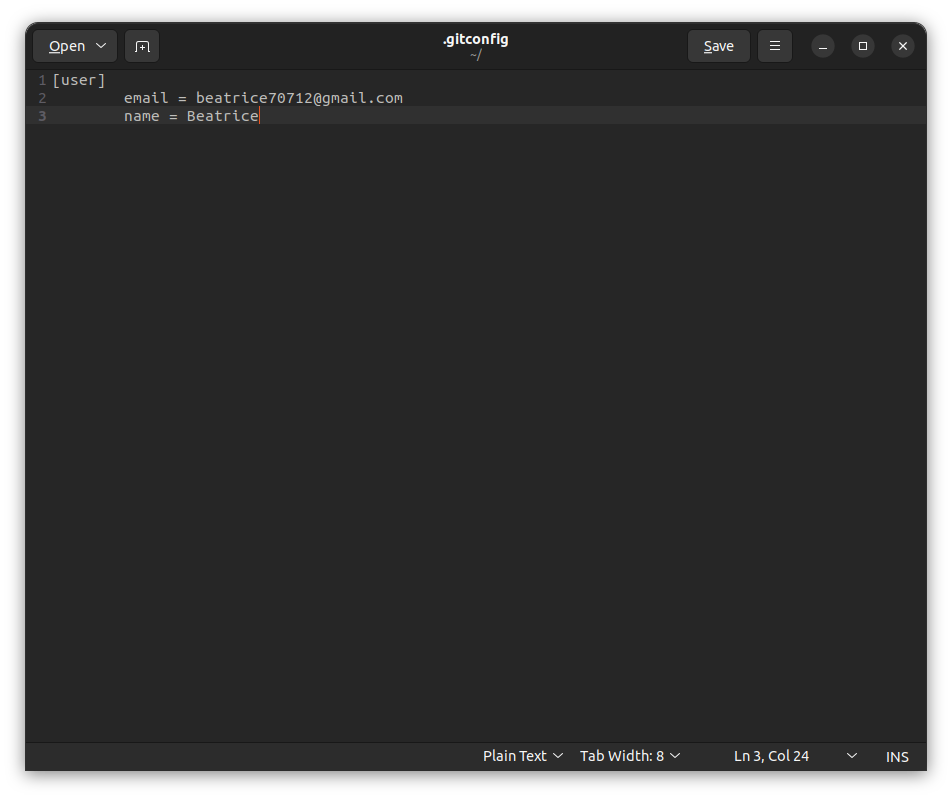 Open
.gitconfig
~/
Save
1 [user]
2 email = beatrice70712@gmail.com
3 name = Beatrice
Plain Text Tab Width: 8 Ln 3, Col 24 INS